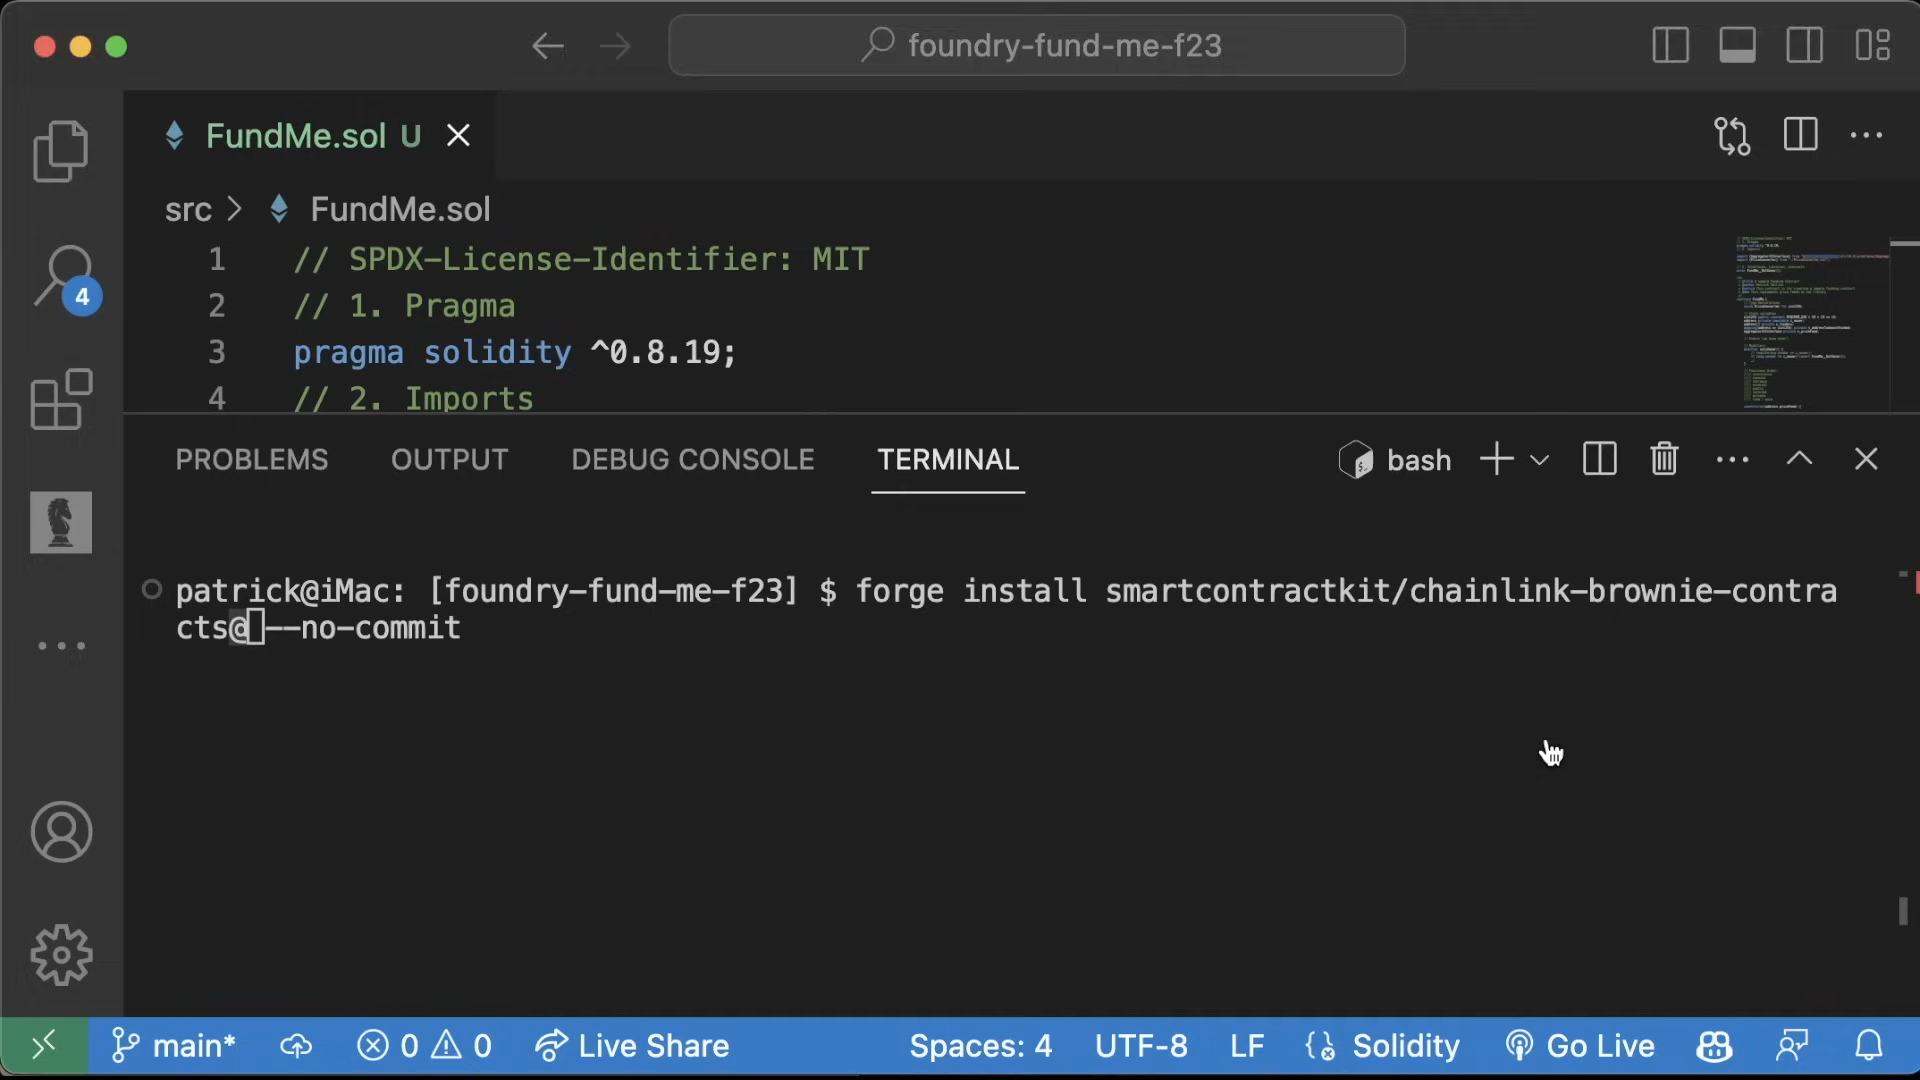 foundry-fund-me-f23
FundMe.sol U
src > FundMe.sol
1 // SPDX-License-Identifier: MIT
2 // 1. Pragma
3 pragma solidity ^0.8.19;
4 // 2. Imports
4
PROBLEMS OUTPUT DEBUG CONSOLE TERMINAL bash
patrick@iMac: [foundry-fund-me-f23] $ forge install smartcontractkit/chainlink-brownie-contra
cts@ --no-commit
main* 0 0 Live Share Spaces: 4 UTF-8 LF Solidity Go Live